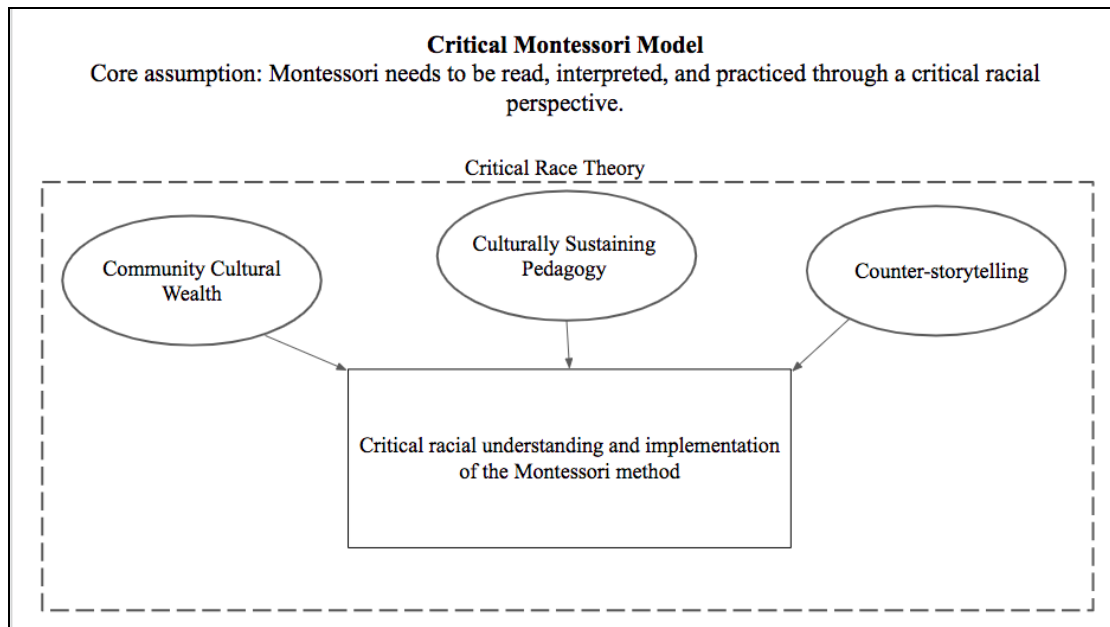 Critical Montessori Model
Core assumption: Montessori needs to be read, interpreted, and practiced through a critical racial
perspective.
Critical Race Theory
Community Cultural
Wealth
Culturally Sustaining
Pedagogy
Counter-storytelling
Critical racial understanding and implementation
of the Montessori method